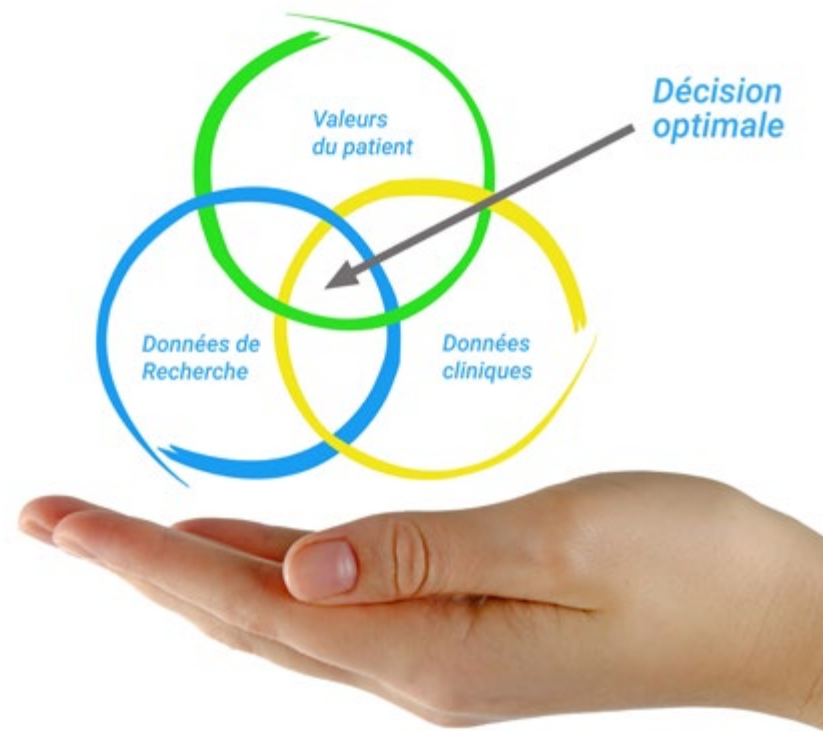 Décision
optimale
Valeurs
du patient
Données de
Recherche
Données
cliniques